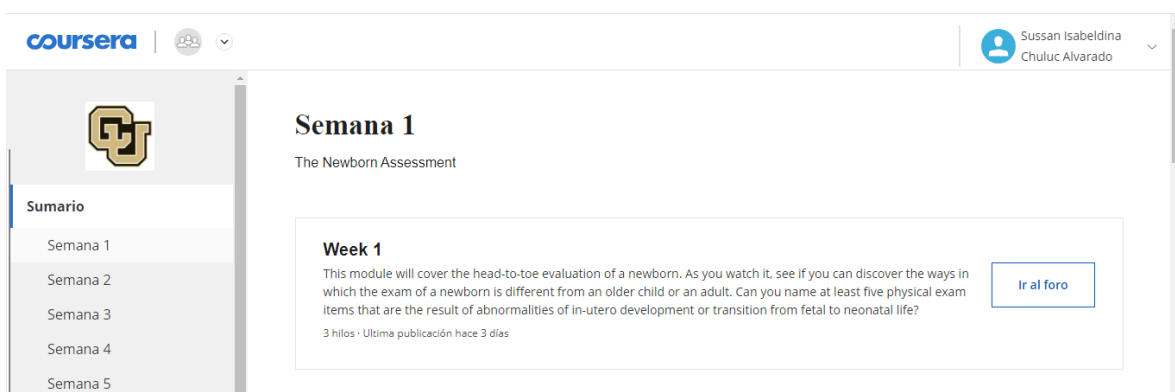 coursera
Sussan Isabeldina
Chuluc Alvarado
CU
Sumario
Semana 1
Semana 2
Semana 3
Semana 4
Semana 5
Semana 1
The Newborn Assessment
Week 1
This module will cover the head-to-toe evaluation of a newborn. As you watch it, see if you can discover the ways in
which the exam of a newborn is different from an older child or an adult. Can you name at least five physical exam
items that are the result of abnormalities of in-utero development or transition from fetal to neonatal life?
3 hilos · Ultima publicación hace 3 días
Ir al foro